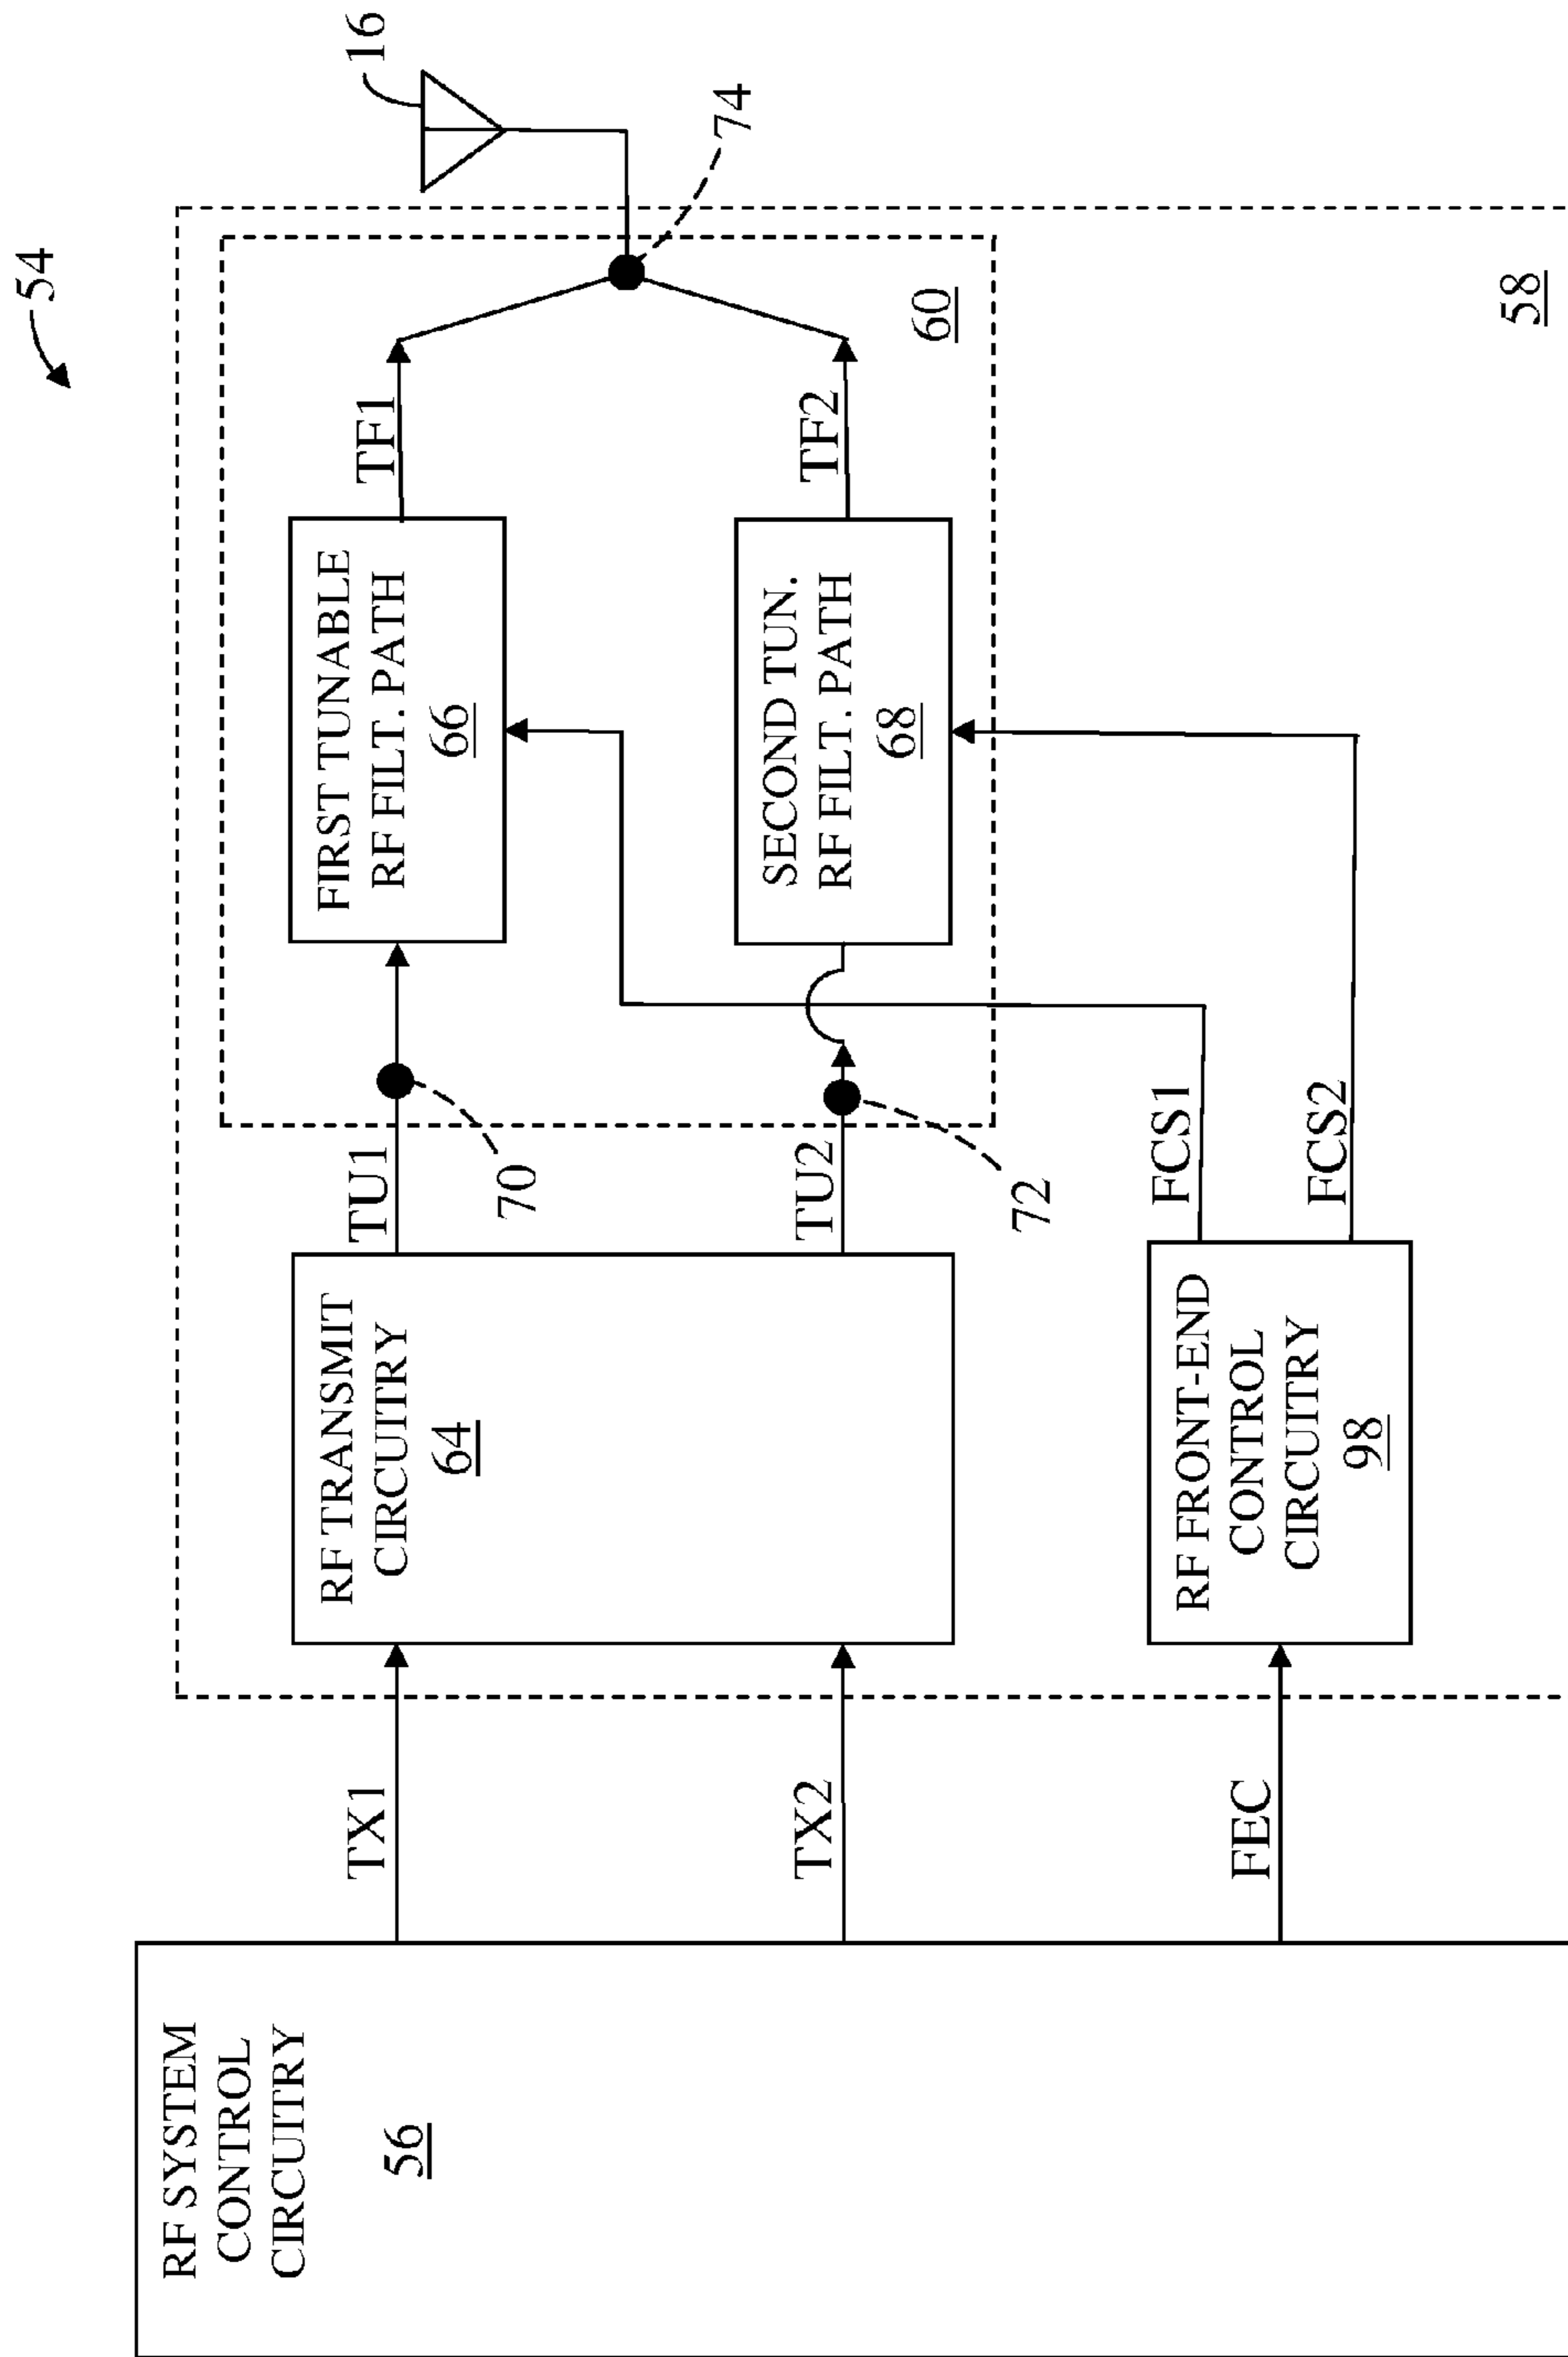 54
RF SYSTEM
CONTROL
CIRCUITRY
56
TX1
TX2
FEC
RF TRANSMIT
CIRCUITRY
64
RF FRONT-END
CONTROL
CIRCUITRY
98
TU1
70
TU2
72
FCS1
FCS2
FIRST TUNABLE
RF FILT. PATH
66
SECOND TUN.
RF FILT. PATH
68
TF1
TF2
60
58
74
16